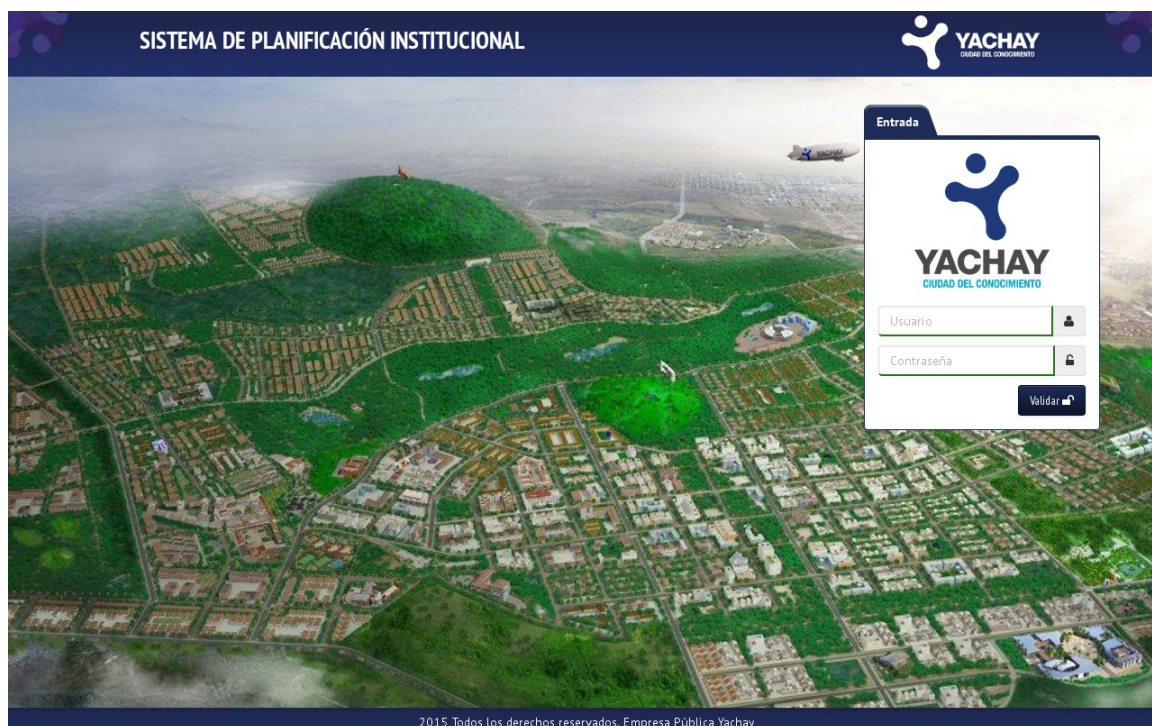 SISTEMA DE PLANIFICACIÓN INSTITUCIONAL
YACHAY
CIUDAD DEL CONOCIMIENTO
Entrada
YACHAY
YACHAY
CIUDAD DEL CONOCIMIENTO
Usuario
Contraseña
Validar
2015 Todos los derechos reservados. Empresa Pública Yachay